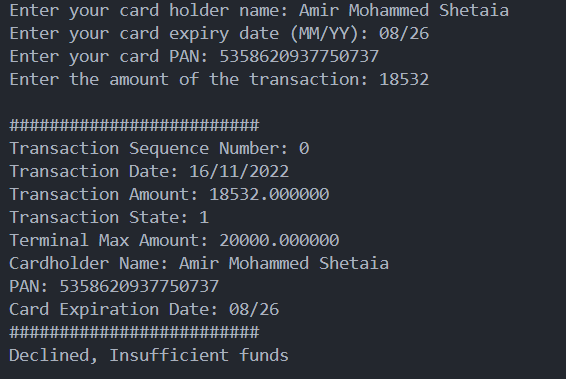 Enter your card holder name: Amir Mohammed Shetaia
Enter your card expiry date (MM/YY): 08/26
Enter your card PAN: 5358620937750737
Enter the amount of the transaction: 18532
#########################
Transaction Sequence Number: 0
Transaction Date: 16/11/2022
Transaction Amount: 18532.000000
Transaction State: 1
Terminal Max Amount: 20000.000000
Cardholder Name: Amir Mohammed Shetaia
PAN: 5358620937750737
Card Expiration Date: 08/26
#########################
Declined, Insufficient funds